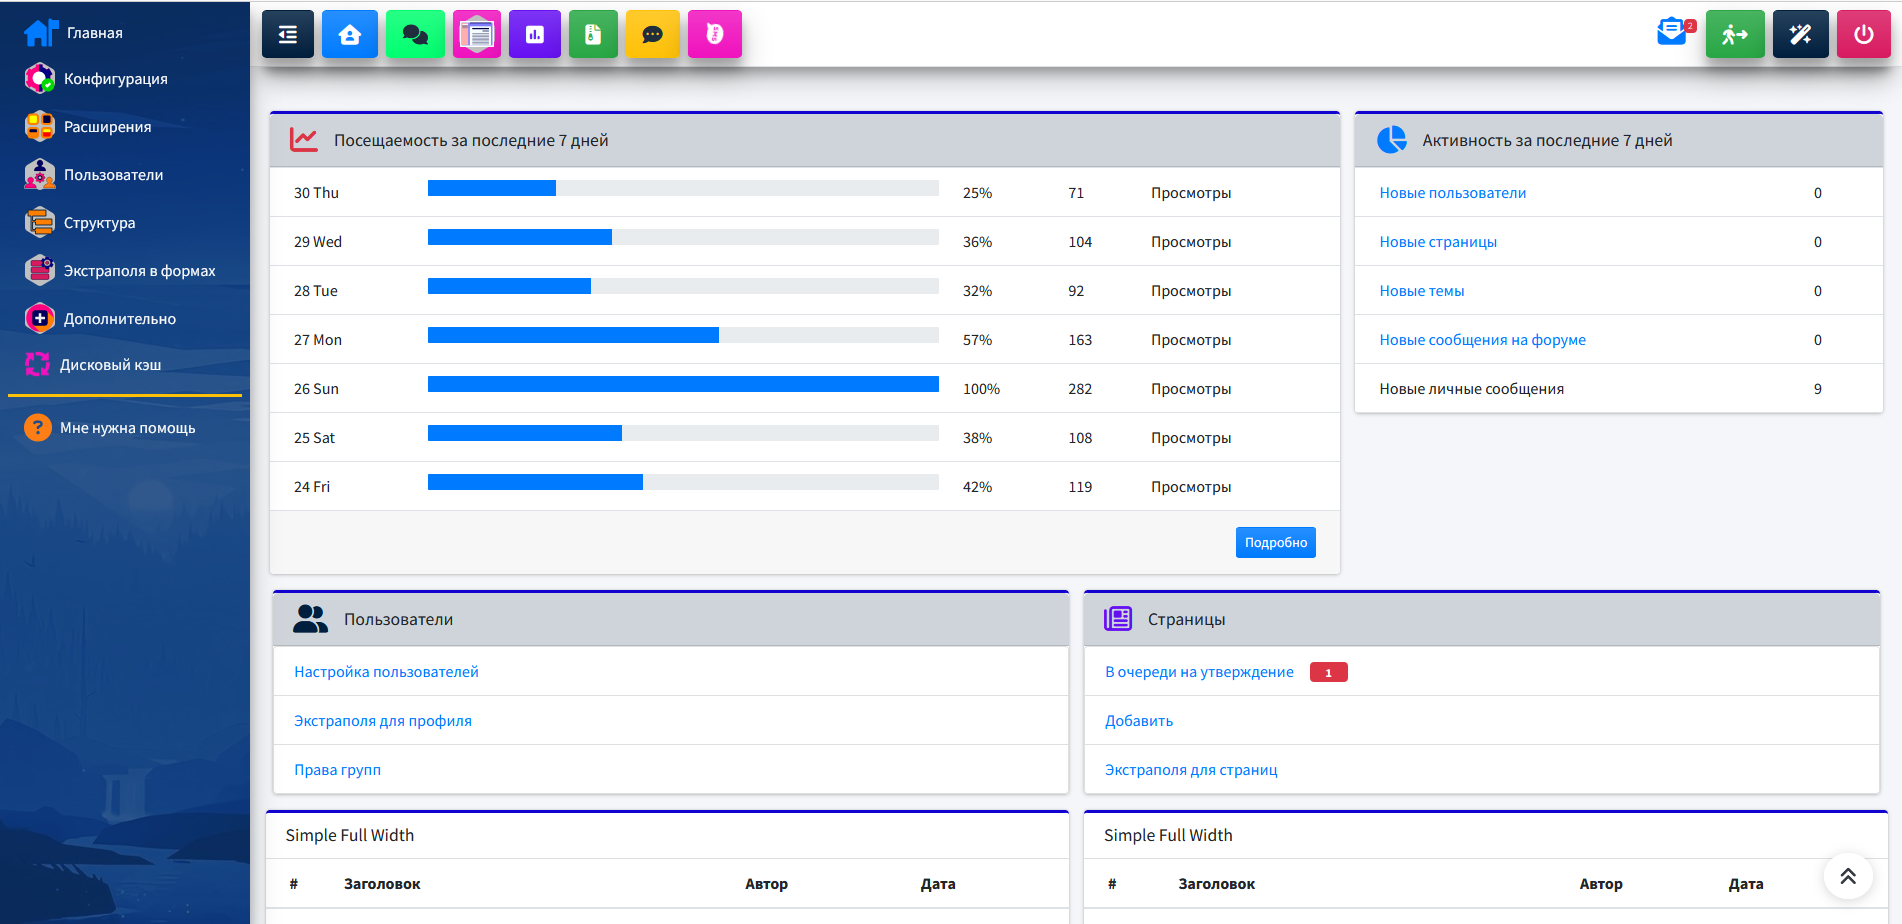 Главная
Конфигурация
Расширения
Пользователи
Структура
Экстраполя в формах
Дополнительно
Дисковый кэш
? Мне нужна помощь
2
Посещаемость за последние 7 дней
30 Thu 25% 71 Просмотры
29 Wed 36% 104 Просмотры
28 Tue 32% 92 Просмотры
27 Mon 57% 163 Просмотры
26 Sun 100% 282 Просмотры
25 Sat 38% 108 Просмотры
24 Fri 42% 119 Просмотры
Подробно
Активность за последние 7 дней
Новые пользователи 0
Новые страницы 0
Новые темы 0
Новые сообщения на форуме 0
Новые личные сообщения 9
Пользователи
Настройка пользователей
Экстраполя для профиля
Права групп
Страницы
В очереди на утверждение 1
Добавить
Экстраполя для страниц
Simple Full Width
# Заголовок Автор Дата
Simple Full Width
# Заголовок Автор Дата